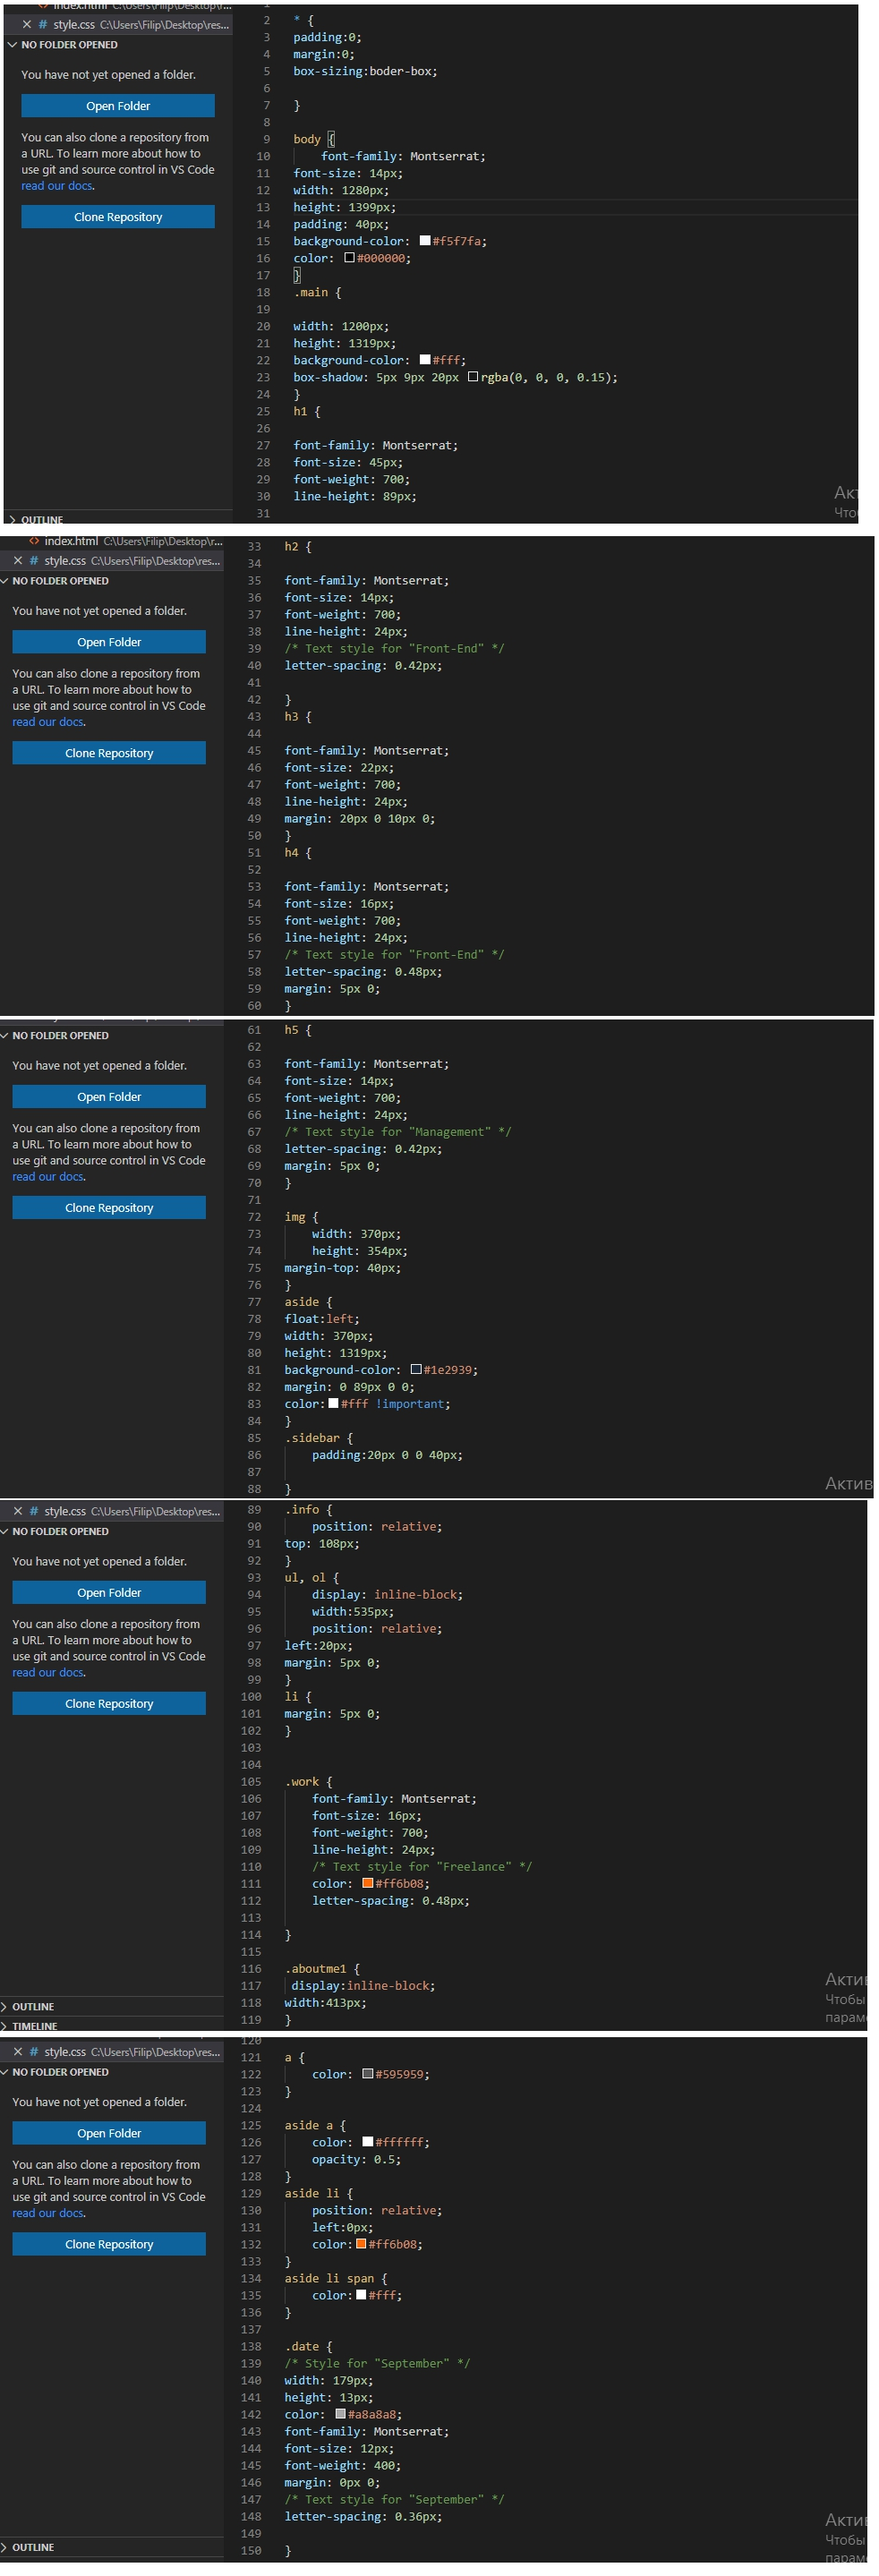 index.html C:\Users\Filip\Desktop\r...
style.css C:\Users\Filip\Desktop\res...
NO FOLDER OPENED
You have not yet opened a folder.
Open Folder
You can also clone a repository from
a URL. To learn more about how to
use git and source control in VS Code
read our docs.
Clone Repository
OUTLINE
1
2 * {
3 padding:0;
4 margin:0;
5 box-sizing:boder-box;
6
7 }
8
9 body {
10 font-family: Montserrat;
11 font-size: 14px;
12 width: 1280px;
13 height: 1399px;
14 padding: 40px;
15 background-color: #f5f7fa;
16 color: #000000;
17 }
18 .main {
19
20 width: 1200px;
21 height: 1319px;
22 background-color: #fff;
23 box-shadow: 5px 9px 20px rgba(0, 0, 0, 0.15);
24 }
25 h1 {
26
27 font-family: Montserrat;
28 font-size: 45px;
29 font-weight: 700;
30 line-height: 89px;
31
index.html C:\Users\Filip\Desktop\r...
style.css C:\Users\Filip\Desktop\res...
NO FOLDER OPENED
You have not yet opened a folder.
Open Folder
You can also clone a repository from
a URL. To learn more about how to
use git and source control in VS Code
read our docs.
Clone Repository
33 h2 {
34
35 font-family: Montserrat;
36 font-size: 14px;
37 font-weight: 700;
38 line-height: 24px;
39 /* Text style for "Front-End" */
40 letter-spacing: 0.42px;
41
42 }
43 h3 {
44
45 font-family: Montserrat;
46 font-size: 22px;
47 font-weight: 700;
48 line-height: 24px;
49 margin: 20px 0 10px 0;
50 }
51 h4 {
52
53 font-family: Montserrat;
54 font-size: 16px;
55 font-weight: 700;
56 line-height: 24px;
57 /* Text style for "Front-End" */
58 letter-spacing: 0.48px;
59 margin: 5px 0;
60 }
NO FOLDER OPENED
You have not yet opened a folder.
Open Folder
You can also clone a repository from
a URL. To learn more about how to
use git and source control in VS Code
read our docs.
Clone Repository
61 h5 {
62
63 font-family: Montserrat;
64 font-size: 14px;
65 font-weight: 700;
66 line-height: 24px;
67 /* Text style for "Management" */
68 letter-spacing: 0.42px;
69 margin: 5px 0;
70 }
71
72 img {
73 width: 370px;
74 height: 354px;
75 margin-top: 40px;
76 }
77 aside {
78 float:left;
79 width: 370px;
80 height: 1319px;
81 background-color: #1e2939;
82 margin: 0 89px 0 0;
83 color: #fff !important;
84 }
85 .sidebar {
86 padding:20px 0 0 40px;
87
88 }
Актив
style.css C:\Users\Filip\Desktop\res...
NO FOLDER OPENED
You have not yet opened a folder.
Open Folder
You can also clone a repository from
a URL. To learn more about how to
use git and source control in VS Code
read our docs.
Clone Repository
OUTLINE
TIMELINE
89 .info {
90 position: relative;
91 top: 108px;
92 }
93 ul, ol {
94 display: inline-block;
95 width:535px;
96 position: relative;
97 left:20px;
98 margin: 5px 0;
99 }
100 li {
101 margin: 5px 0;
102 }
103
104
105 .work {
106 font-family: Montserrat;
107 font-size: 16px;
108 font-weight: 700;
109 line-height: 24px;
110 /* Text style for "Freelance" */
111 color: #ff6b08;
112 letter-spacing: 0.48px;
113
114 }
115
116 .aboutme1 {
117 display:inline-block;
118 width:413px;
119 }
Чтобы
парам
style.css C:\Users\Filip\Desktop\res...
NO FOLDER OPENED
You have not yet opened a folder.
Open Folder
You can also clone a repository from
a URL. To learn more about how to
use git and source control in VS Code
read our docs.
Clone Repository
OUTLINE
120
121 a {
122 color: #595959;
123 }
124
125 aside a {
126 color: #ffffff;
127 opacity: 0.5;
128 }
129 aside li {
130 position: relative;
131 left:0px;
132 color: #ff6b08;
133 }
134 aside li span {
135 color: #fff;
136 }
137
138 .date {
139 /* Style for "September" */
140 width: 179px;
141 height: 13px;
142 color: #a8a8a8;
143 font-family: Montserrat;
144 font-size: 12px;
145 font-weight: 400;
146 margin: 0px 0;
147 /* Text style for "September" */
148 letter-spacing: 0.36px;
149
150 }
Чтобы